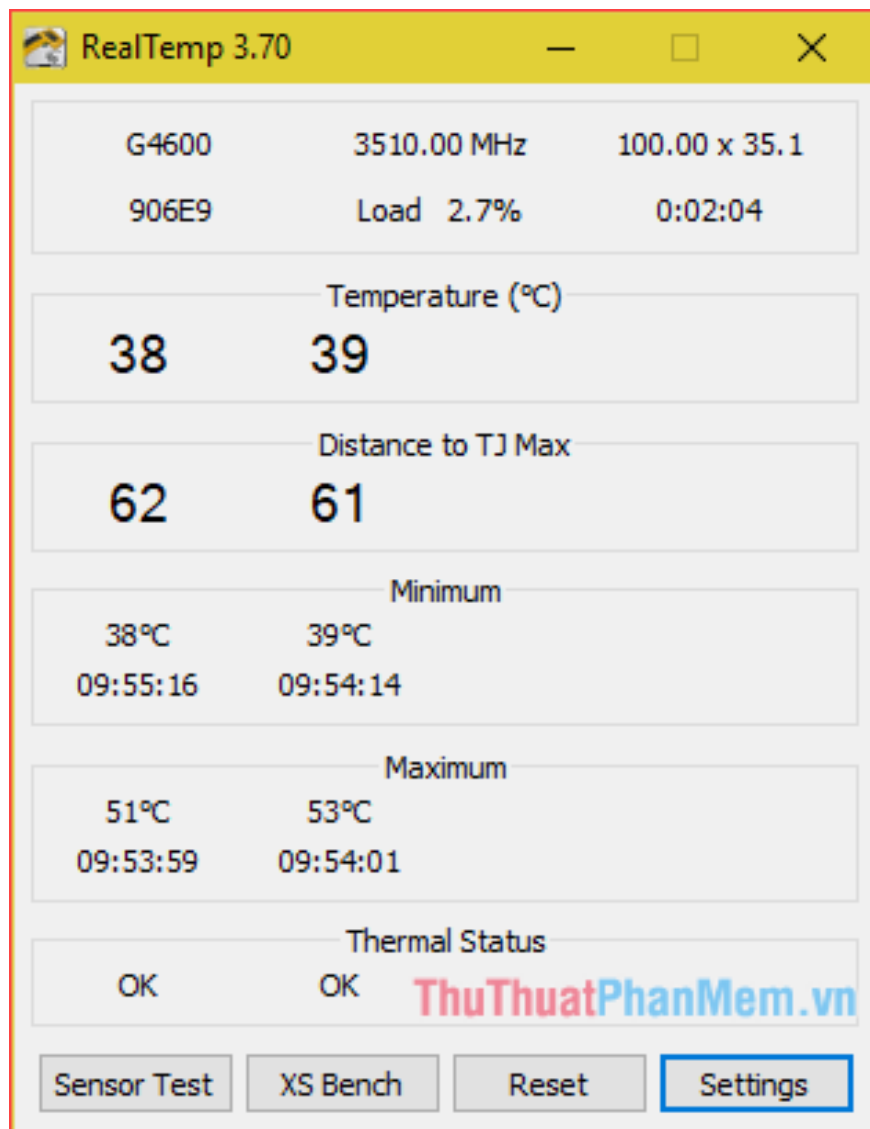 RealTemp 3.70
G4600 3510.00 MHz 100.00 x 35.1
906E9 Load 2.7% 0:02:04
Temperature (°C)
38 39
Distance to TJ Max
62 61
Minimum
38°C 39°C
09:55:16 09:54:14
Maximum
51°C 53°C
09:53:59 09:54:01
Thermal Status
OK OK
ThuThuatPhanMem.vn
Sensor Test XS Bench Reset Settings